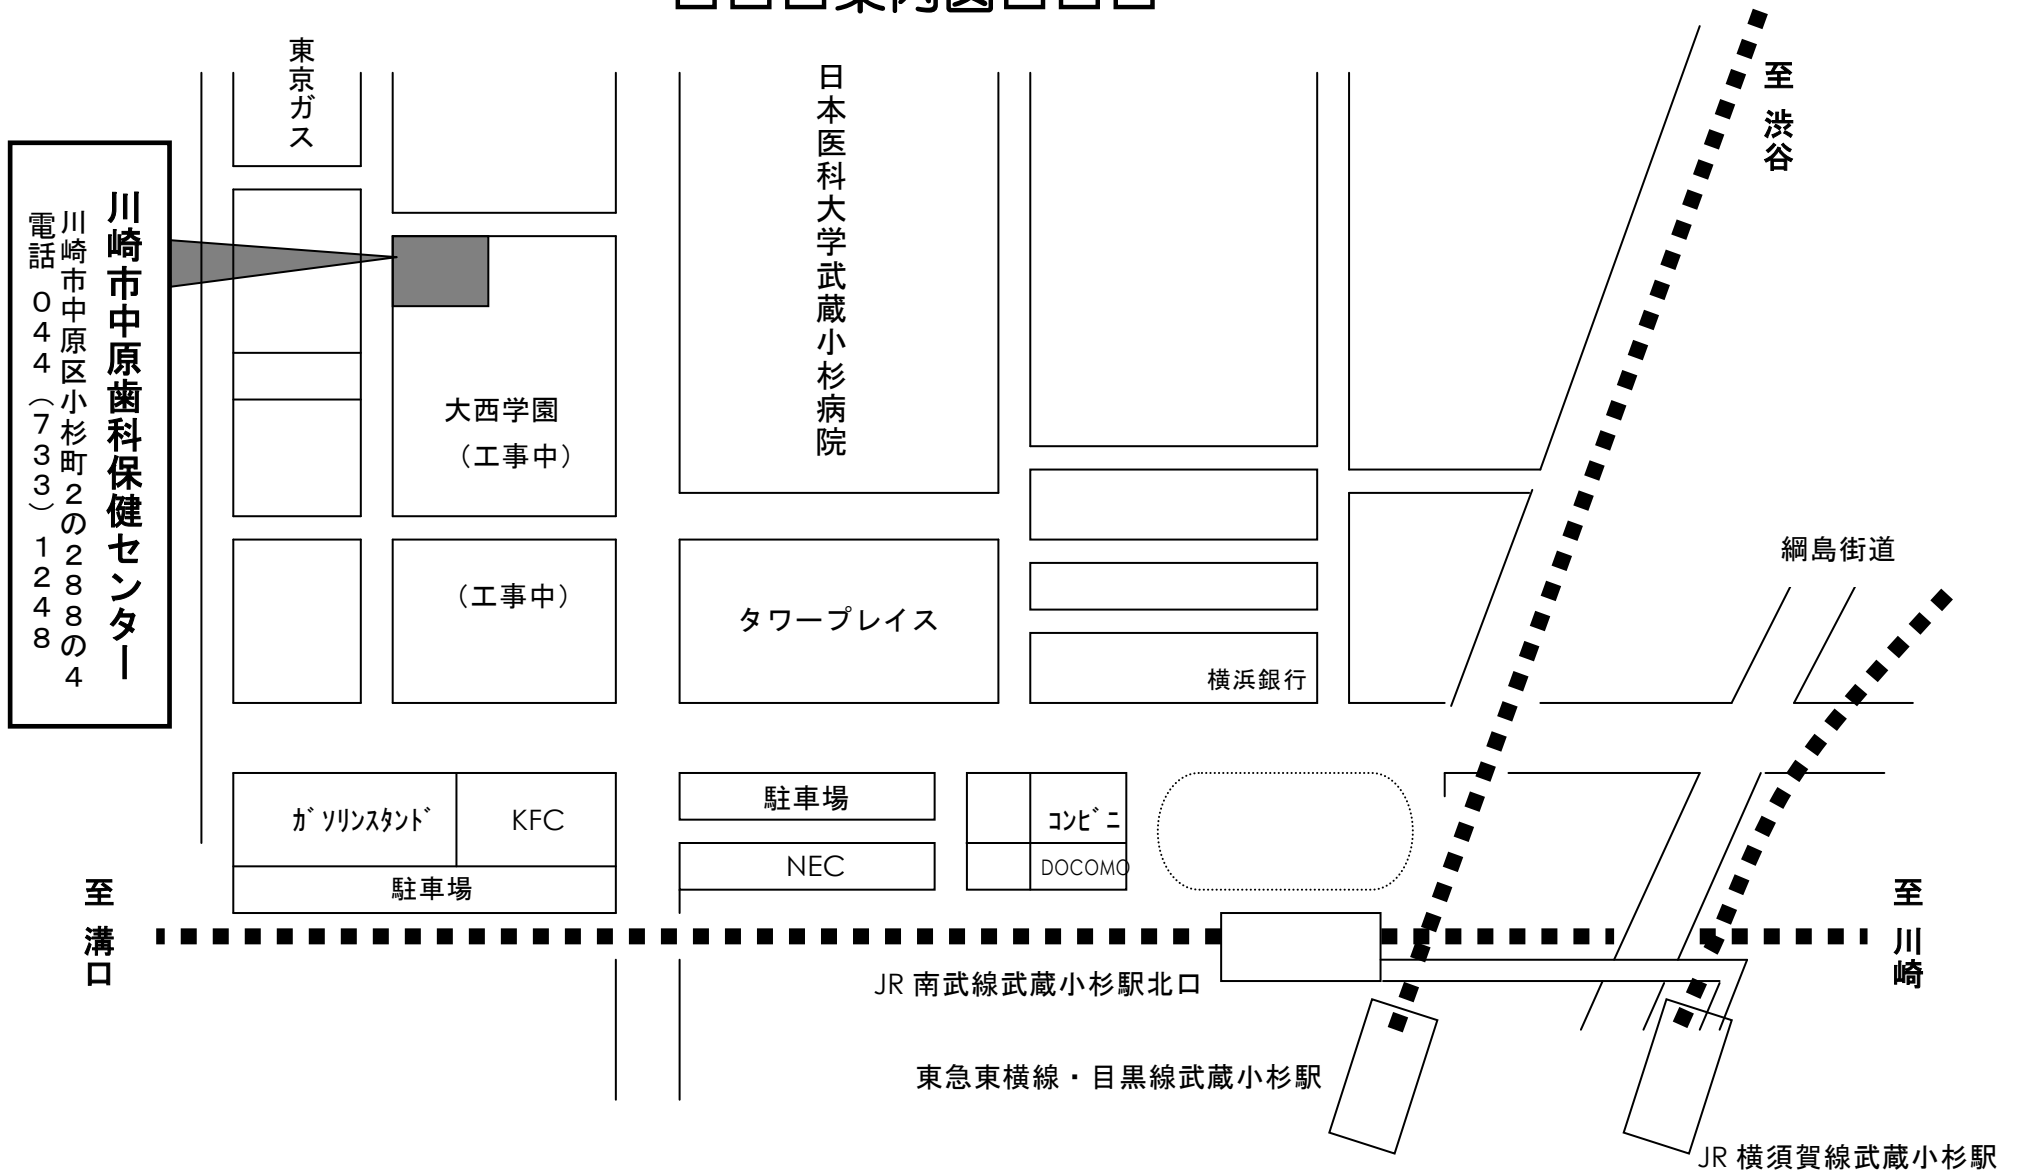 □□□案内図□□□
東京ガス
日本医科大学武蔵小杉病院
至 渋谷
川崎市中原歯科保健センター
川崎市中原区小杉町2の288の4
電話 044(733)1248
大西学園
(工事中)
(工事中)
タワープレイス
横浜銀行
綱島街道
ガソリンスタンド
KFC
駐車場
駐車場
NEC
コンビニ
DOCOMO
至 溝口
至 川崎
JR 南武線武蔵小杉駅北口
東急東横線・目黒線武蔵小杉駅
JR 横須賀線武蔵小杉駅